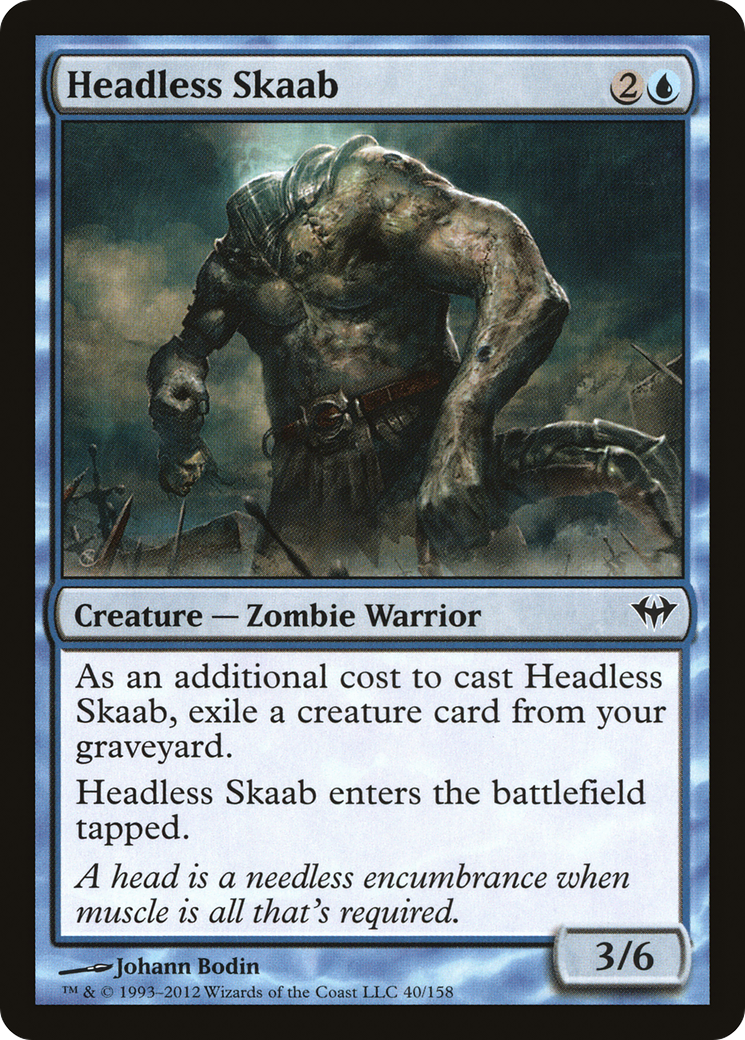 Headless Skaab 2
Creature — Zombie Warrior
As an additional cost to cast Headless
Skaab, exile a creature card from your
graveyard.
Headless Skaab enters the battlefield
tapped.
A head is a needless encumbrance when
muscle is all that's required.
3/6
Johann Bodin
™ & © 1993–2012 Wizards of the Coast LLC 40/158